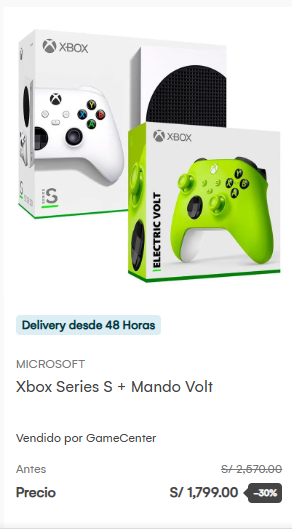 XBOX
XBOX
SERIES S
ELECTRIC VOLT
Delivery desde 48 Horas
MICROSOFT
Xbox Series S + Mando Volt
Vendido por GameCenter
Antes S/ 2,570.00
Precio S/ 1,799.00 -30%